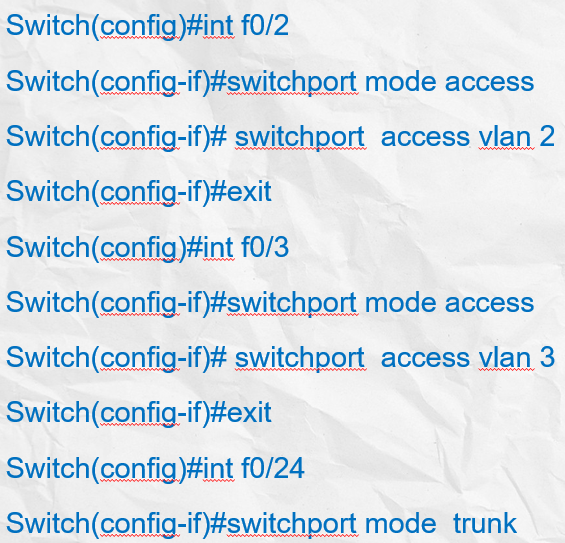 Switch(config)#int f0/2
Switch(config-if)#switchport mode access
Switch(config-if)# switchport  access vlan 2
Switch(config-if)#exit
Switch(config)#int f0/3
Switch(config-if)#switchport mode access
Switch(config-if)# switchport  access vlan 3
Switch(config-if)#exit
Switch(config)#int f0/24
Switch(config-if)#switchport mode  trunk